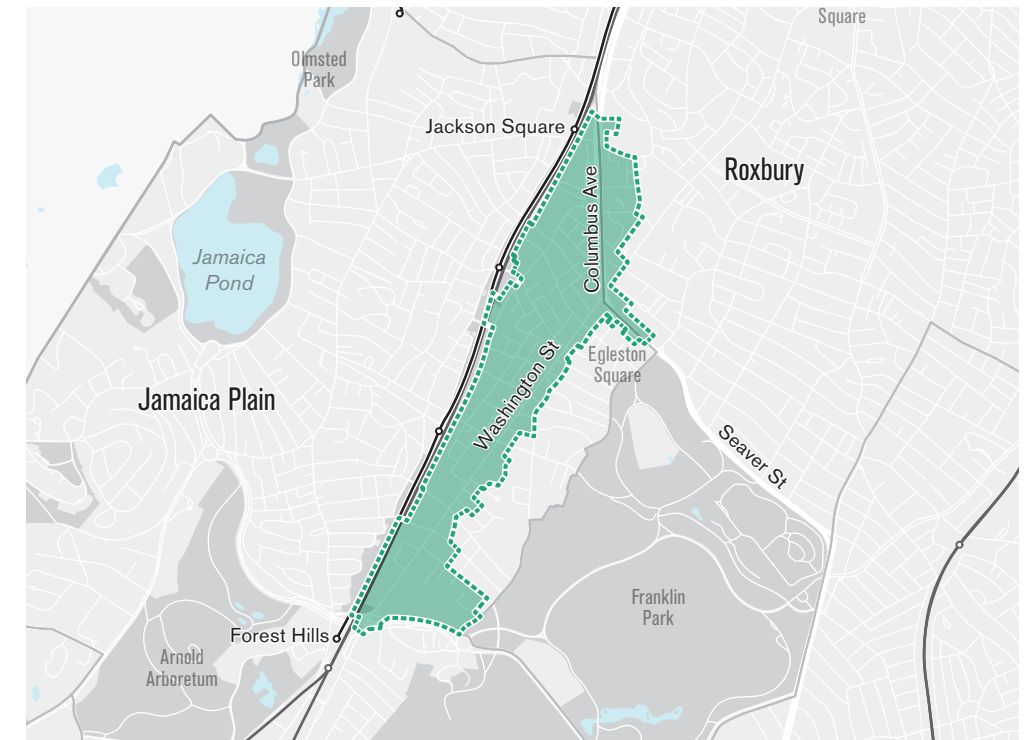 Square
Olmsted
Park
Jackson Square
Roxbury
Columbus Ave
Jamaica
Pond
Egleston
Square
Washington St
Jamaica Plain
Seaver St
Franklin
Park
Forest Hills
Arnold
Arboretum